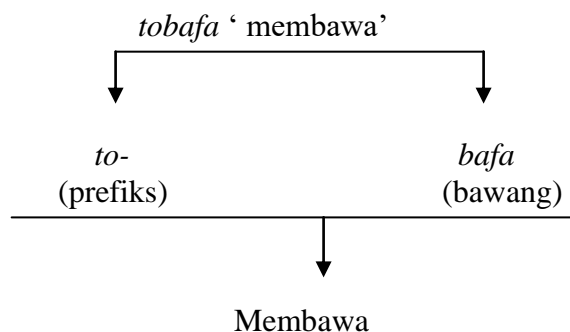 tobafa ‘ membawa’
to- bafa
(prefiks) (bawang)
Membawa